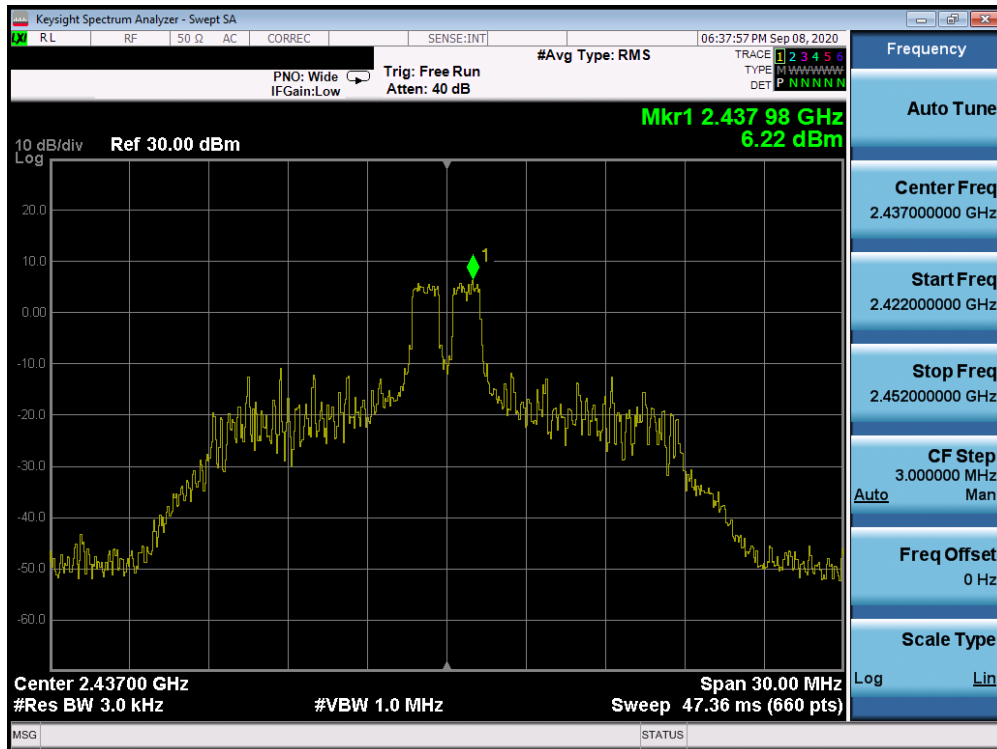 Keysight Spectrum Analyzer - Swept SA
LXI RL RF 50 Ω AC CORREC SENSE:INT 06:37:57 PM Sep 08, 2020
#Avg Type: RMS
TRACE 1 2 3 4 5 6
TYPE M WWWWW
DET P N N N N N
PNO: Wide
IFGain:Low
Trig: Free Run
Atten: 40 dB
Mkr1 2.437 98 GHz
6.22 dBm
10 dB/div
Log
Ref 30.00 dBm
20.0
10.0
0.00
-10.0
-20.0
-30.0
-40.0
-50.0
-60.0
1
Center 2.43700 GHz
Span 30.00 MHz
#Res BW 3.0 kHz
#VBW 1.0 MHz
Sweep 47.36 ms (660 pts)
MSG
STATUS
Frequency
Auto Tune
Center Freq
2.437000000 GHz
Start Freq
2.422000000 GHz
Stop Freq
2.452000000 GHz
CF Step
3.000000 MHz
Auto Man
Freq Offset
0 Hz
Scale Type
Log Lin